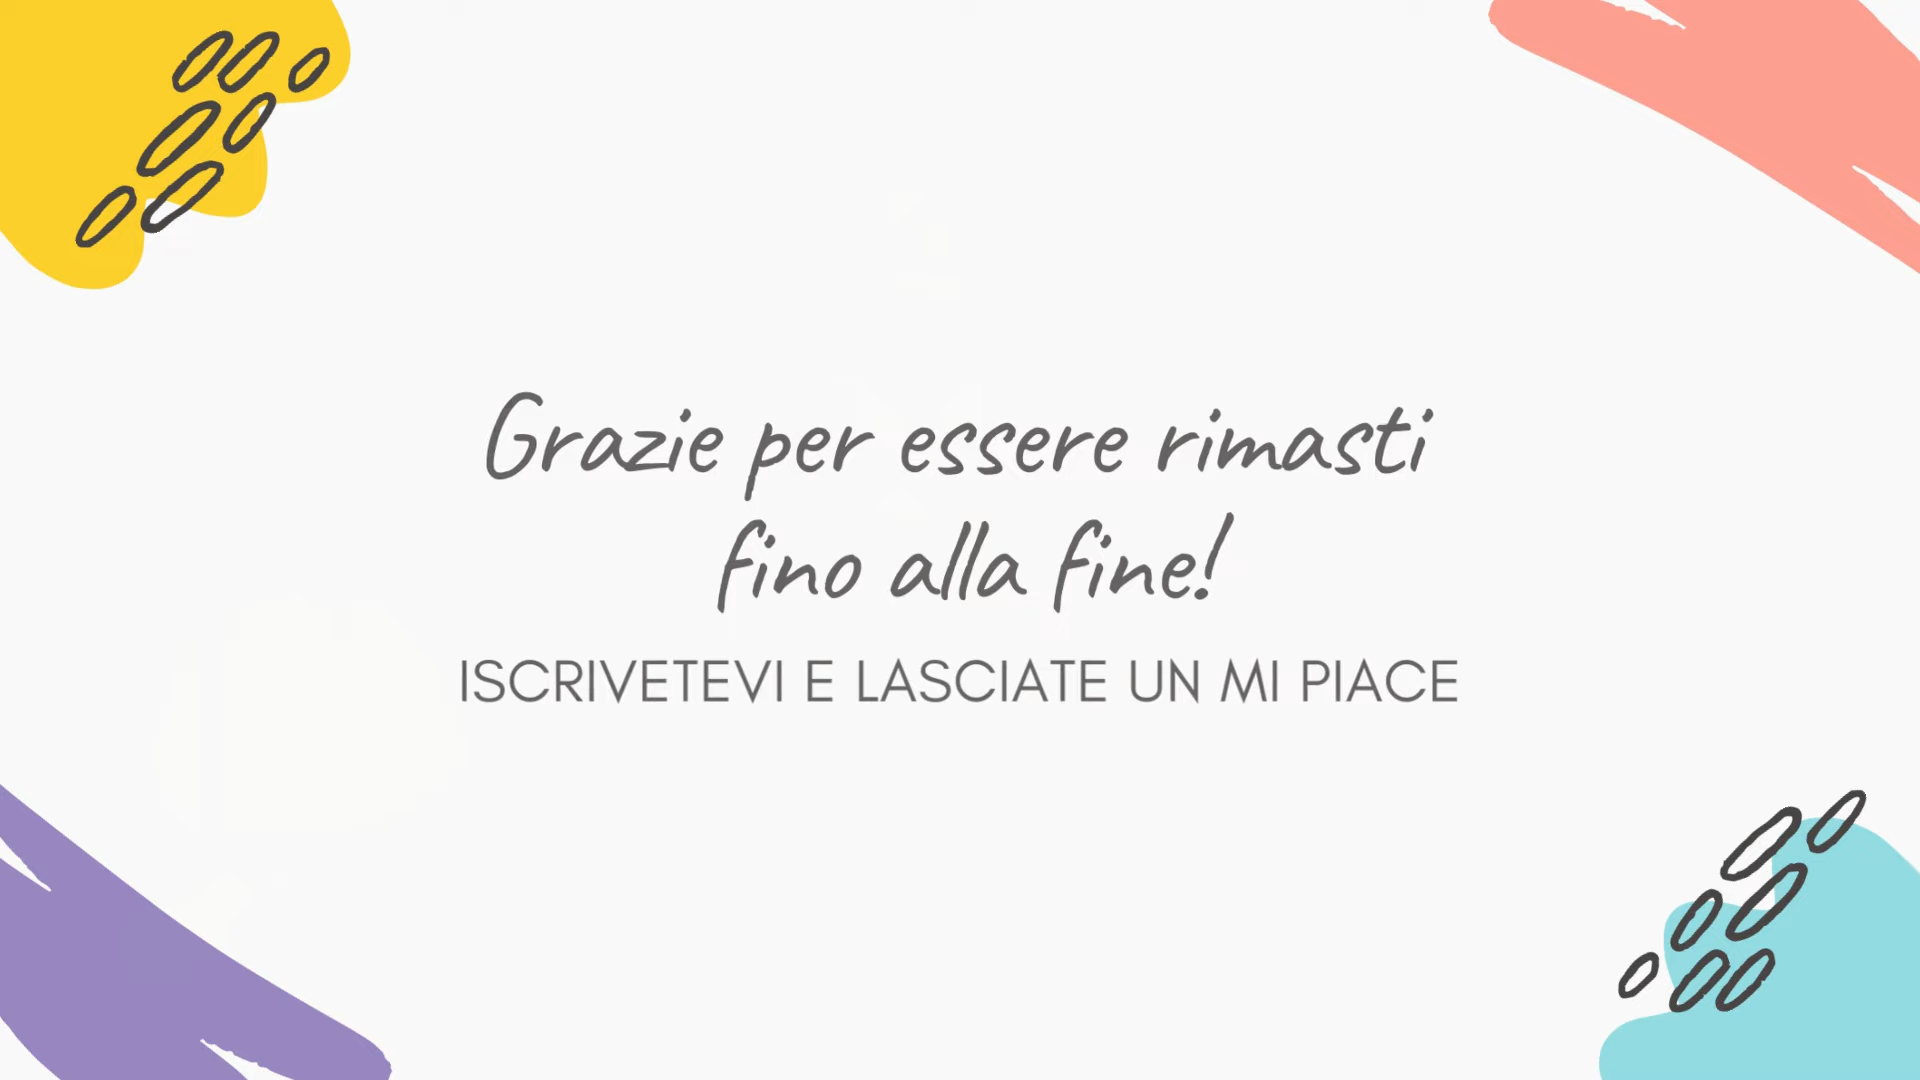 Grazie per essere rimasti
fino alla fine!
ISCRIVETEVI E LASCIATE UN MI PIACE